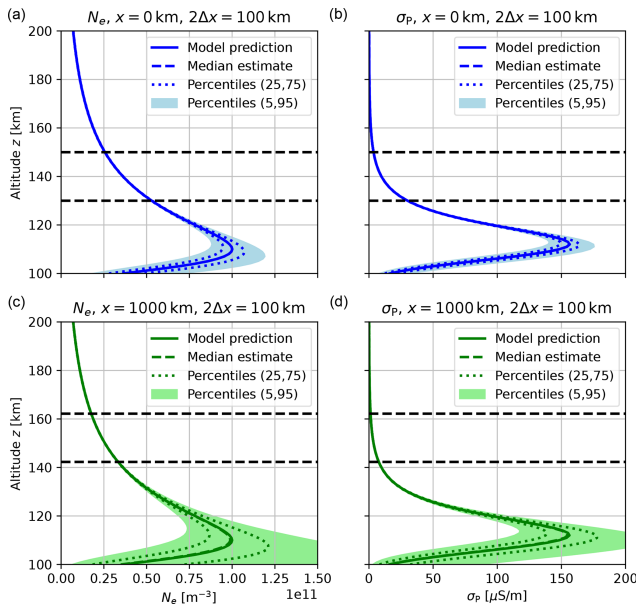 (a)
N_e, x = 0 km, 2Δx = 100 km
200
180
160
140
120
100
Altitude z [km]
Model prediction
Median estimate
Percentiles (25,75)
Percentiles (5,95)
(b)
σ_P, x = 0 km, 2Δx = 100 km
Model prediction
Median estimate
Percentiles (25,75)
Percentiles (5,95)
(c)
N_e, x = 1000 km, 2Δx = 100 km
200
180
160
140
120
100
Altitude z [km]
Model prediction
Median estimate
Percentiles (25,75)
Percentiles (5,95)
0.00 0.25 0.50 0.75 1.00 1.25 1.50
1e11
N_e [m⁻³]
(d)
σ_P, x = 1000 km, 2Δx = 100 km
Model prediction
Median estimate
Percentiles (25,75)
Percentiles (5,95)
0 50 100 150 200
σ_P [μS/m]